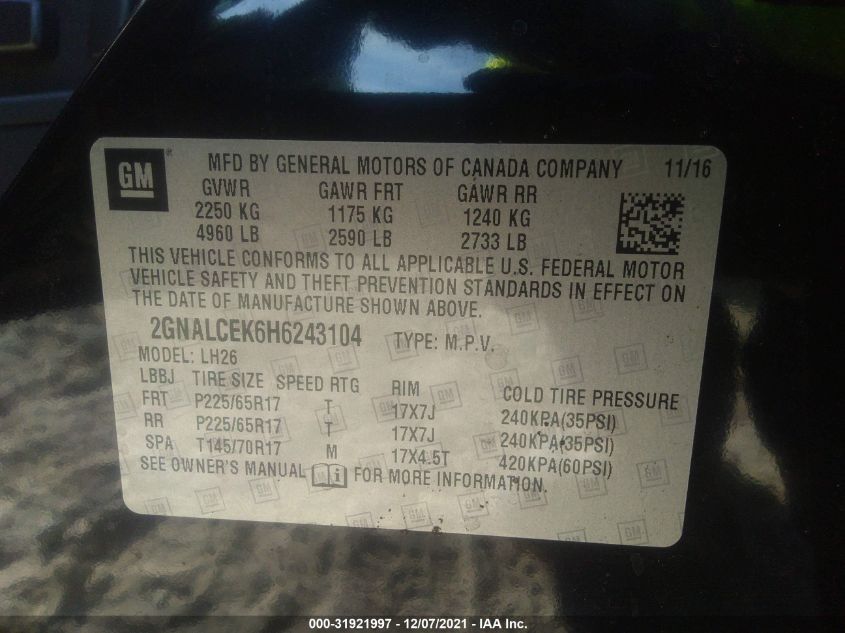 GM ® MFD BY GENERAL MOTORS OF CANADA COMPANY 11/16
GVWR GAWR FRT GAWR RR
2250 KG 1175 KG 1240 KG
4960 LB 2590 LB 2733 LB
THIS VEHICLE CONFORMS TO ALL APPLICABLE U.S. FEDERAL MOTOR
VEHICLE SAFETY AND THEFT PREVENTION STANDARDS IN EFFECT ON
THE DATE OF MANUFACTURE SHOWN ABOVE.
2GNALCEK6H6243104 TYPE: M.P.V.
MODEL: LH26
LBBJ TIRE SIZE SPEED RTG RIM COLD TIRE PRESSURE
FRT P225/65R17 T 17X7J 240KPA(35PSI)
RR P225/65R17 T 17X7J 240KPA(35PSI)
SPA T145/70R17 M 17X4.5T 420KPA(60PSI)
SEE OWNER'S MANUAL i FOR MORE INFORMATION.
000-31921997 - 12/07/2021 - IAA Inc.